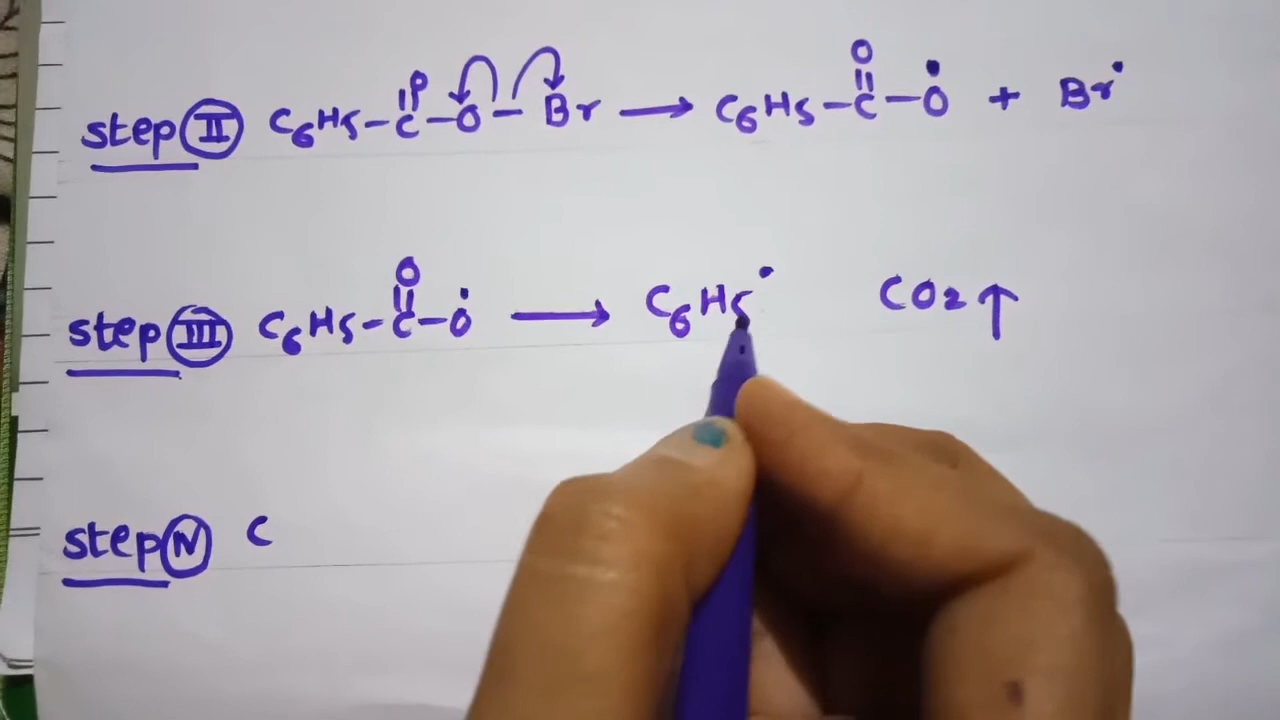 step II C6H5-C(=O)-O-Br ⟶ C6H5-C(=O)-O• + Br•
step III C6H5-C(=O)-O• ⟶ C6H5• CO2↑
step IV C